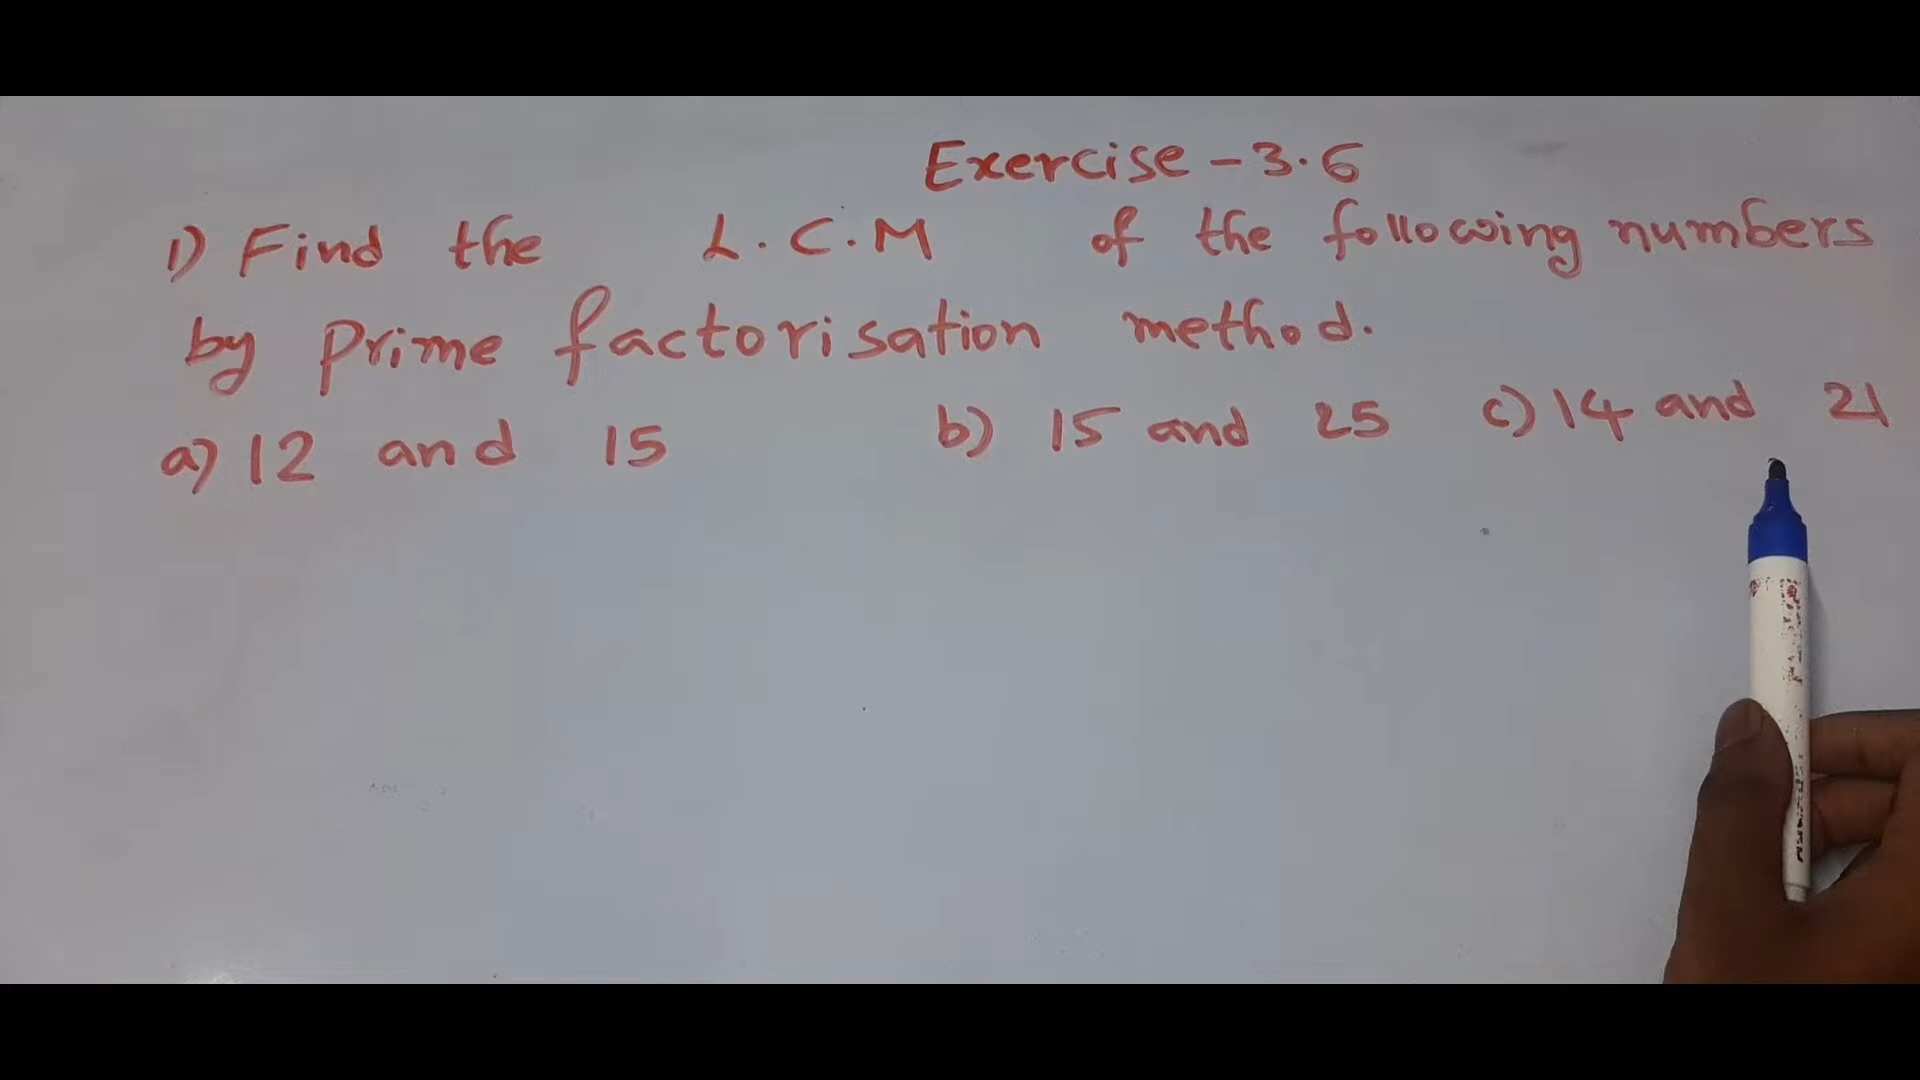 Exercise - 3.6
1) Find the L.C.M of the following numbers
by prime factorisation method.
a) 12 and 15 b) 15 and 25 c) 14 and 21